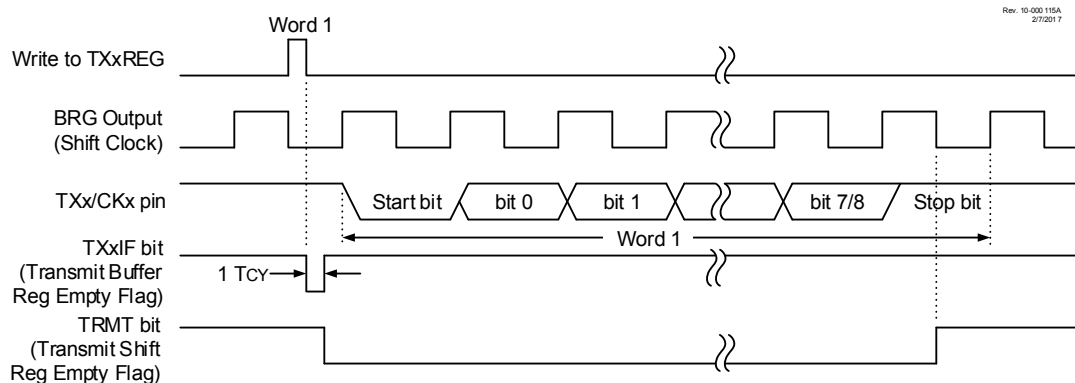 Rev. 10-000 115A
2/7/201 7
Word 1
Write to TXxREG
BRG Output
(Shift Clock)
TXx/CKx pin
Start bit
bit 0
bit 1
bit 7/8
Stop bit
Word 1
TXxIF bit
(Transmit Buffer
Reg Empty Flag)
1 TCY
TRMT bit
(Transmit Shift
Reg Empty Flag)